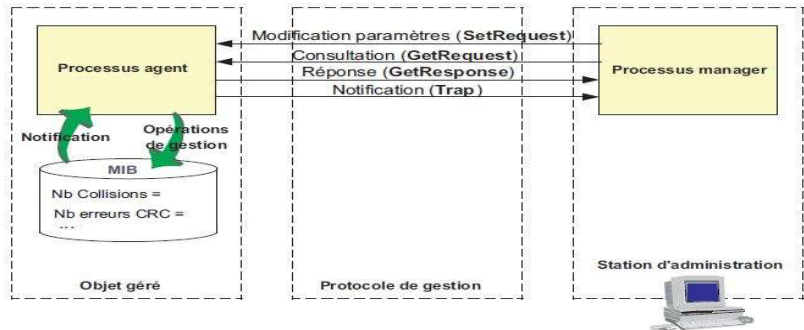 Modification paramètres (SetRequest)
Consultation (GetRequest)
Réponse (GetResponse)
Notification (Trap)
Processus agent
Processus manager
Notification
Opérations
de gestion
MIB
Nb Collisions =
Nb erreurs CRC =
...
Objet géré
Protocole de gestion
Station d'administration